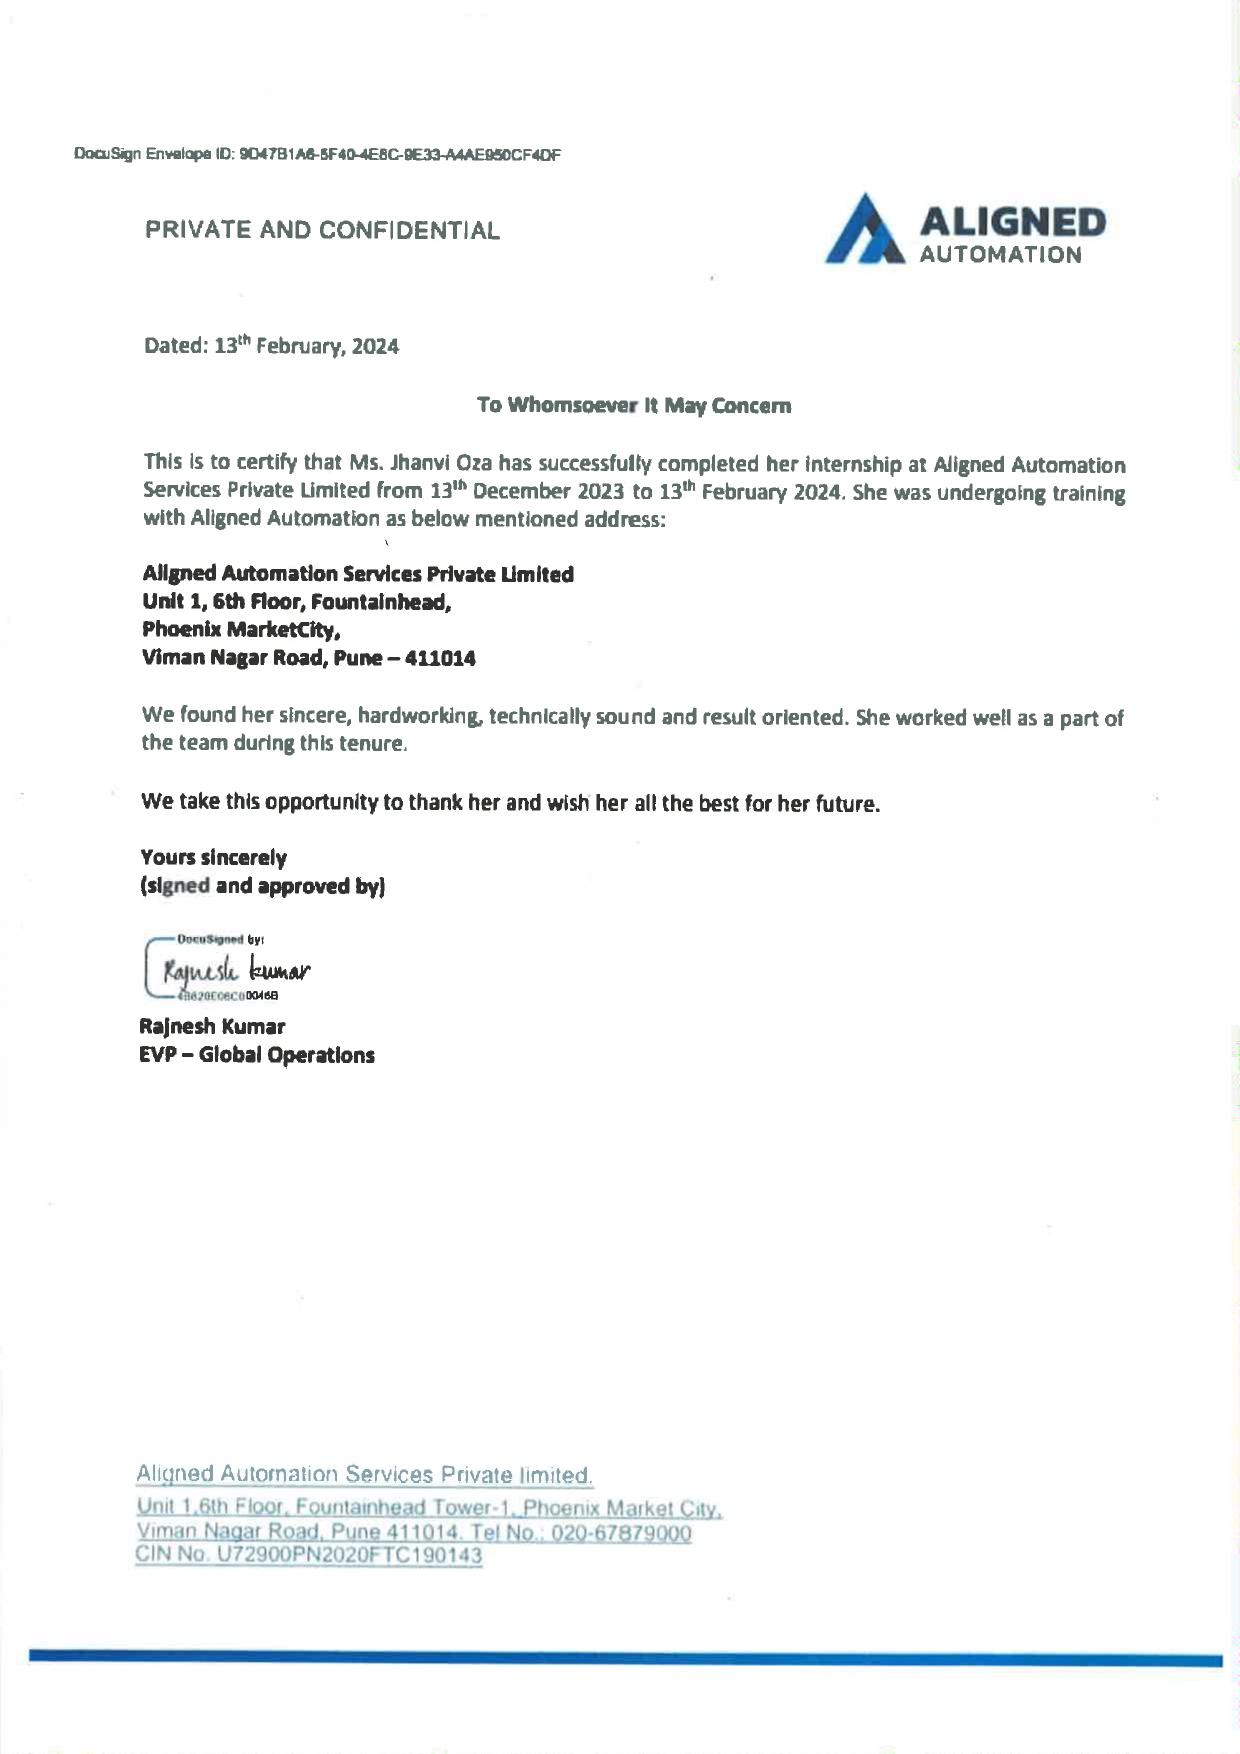 DocuSign Envelope ID: 9D47B1A6-5F40-4E8C-9E33-A4AE950CF4DF
PRIVATE AND CONFIDENTIAL
ALIGNED
AUTOMATION
Dated: 13th February, 2024
To Whomsoever It May Concern
This is to certify that Ms. Jhanvi Oza has successfully completed her internship at Aligned Automation
Services Private Limited from 13th December 2023 to 13th February 2024. She was undergoing training
with Aligned Automation as below mentioned address:
Aligned Automation Services Private Limited
Unit 1, 6th Floor, Fountainhead,
Phoenix MarketCity,
Viman Nagar Road, Pune – 411014
We found her sincere, hardworking, technically sound and result oriented. She worked well as a part of
the team during this tenure.
We take this opportunity to thank her and wish her all the best for her future.
Yours sincerely
(signed and approved by)
DocuSigned by:
Rajnesh kumar
Rajnesh Kumar
EVP – Global Operations
Aligned Automation Services Private limited.
Unit 1,6th Floor, Fountainhead Tower-1, Phoenix Market City,
Viman Nagar Road, Pune 411014. Tel No.: 020-67879000
CIN No. U72900PN2020FTC190143